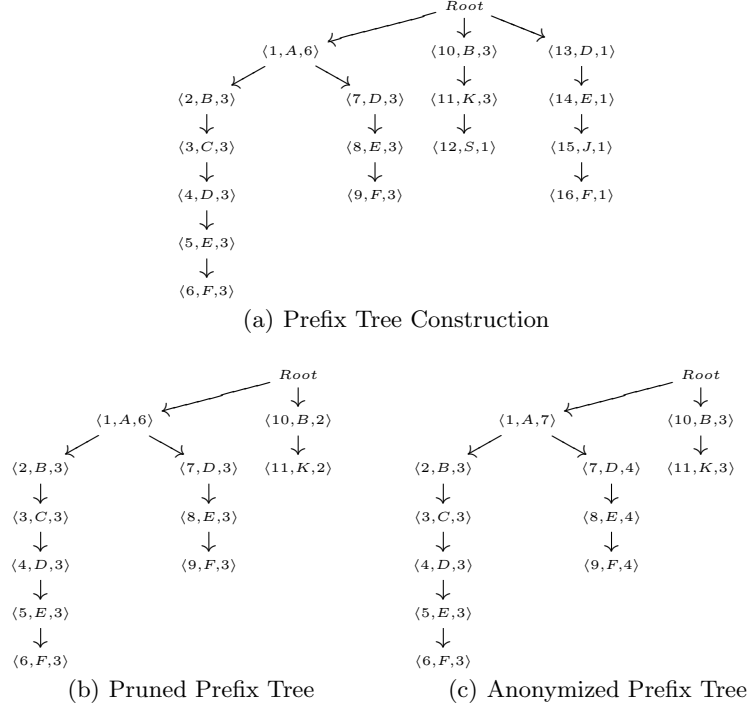 Root
⟨1,A,6⟩ ⟨10,B,3⟩ ⟨13,D,1⟩
⟨2,B,3⟩ ⟨7,D,3⟩ ⟨11,K,3⟩ ⟨14,E,1⟩
⟨3,C,3⟩ ⟨8,E,3⟩ ⟨12,S,1⟩ ⟨15,J,1⟩
⟨4,D,3⟩ ⟨9,F,3⟩ ⟨16,F,1⟩
⟨5,E,3⟩
⟨6,F,3⟩
(a) Prefix Tree Construction
Root
⟨1,A,6⟩ ⟨10,B,2⟩
⟨2,B,3⟩ ⟨7,D,3⟩ ⟨11,K,2⟩
⟨3,C,3⟩ ⟨8,E,3⟩
⟨4,D,3⟩ ⟨9,F,3⟩
⟨5,E,3⟩
⟨6,F,3⟩
(b) Pruned Prefix Tree
Root
⟨1,A,7⟩ ⟨10,B,3⟩
⟨2,B,3⟩ ⟨7,D,4⟩ ⟨11,K,3⟩
⟨3,C,3⟩ ⟨8,E,4⟩
⟨4,D,3⟩ ⟨9,F,4⟩
⟨5,E,3⟩
⟨6,F,3⟩
(c) Anonymized Prefix Tree